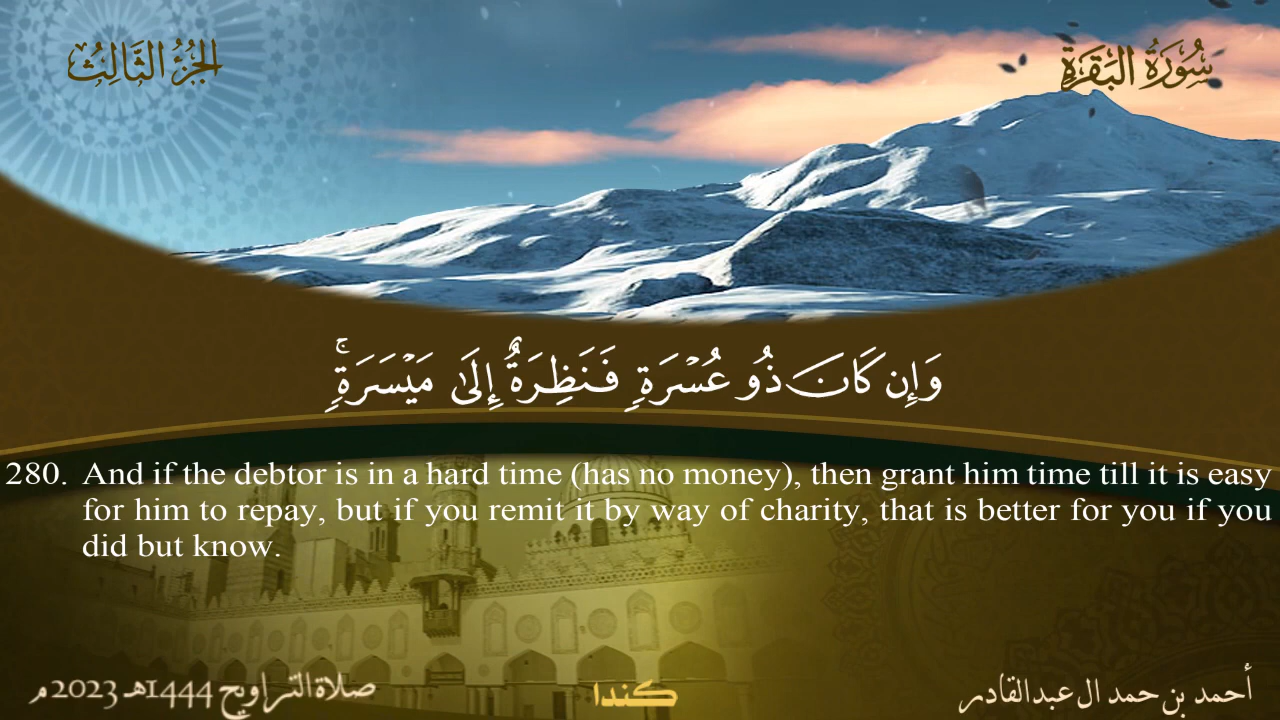 سُورَةُ البَقَرَةِ
الجُزْءُ الثَّالِثُ
وَإِن كَانَ ذُو عُسْرَةٍ فَنَظِرَةٌ إِلَىٰ مَيْسَرَةٍ ۚ
280. And if the debtor is in a hard time (has no money), then grant him time till it is easy
for him to repay, but if you remit it by way of charity, that is better for you if you
did but know.
أحمد بن حمد ال عبدالقادر
كندا
صلاة التراويح 1444هـ 2023م